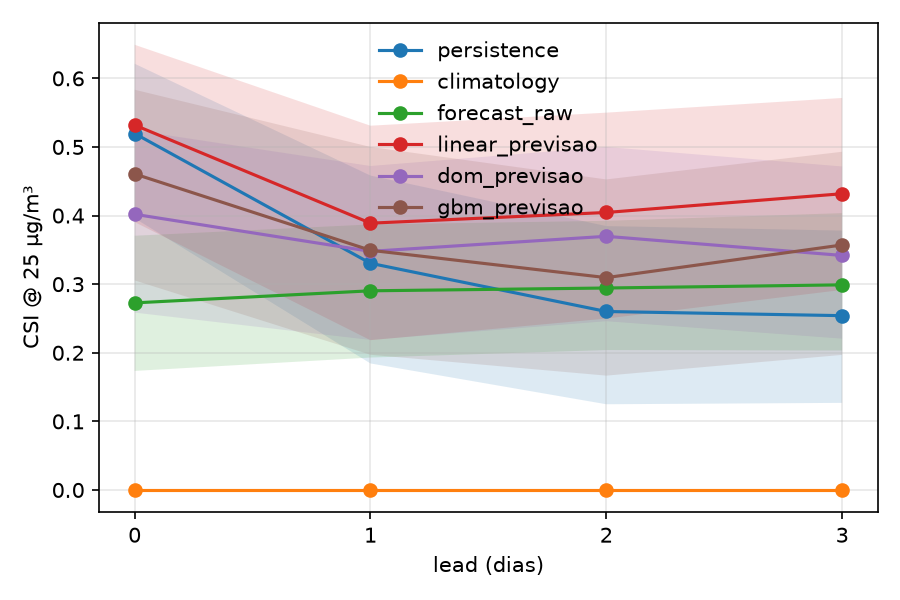 persistence
climatology
forecast_raw
linear_previsao
dom_previsao
gbm_previsao
CSI @ 25 µg/m³
0.6
0.5
0.4
0.3
0.2
0.1
0.0
0 1 2 3
lead (dias)